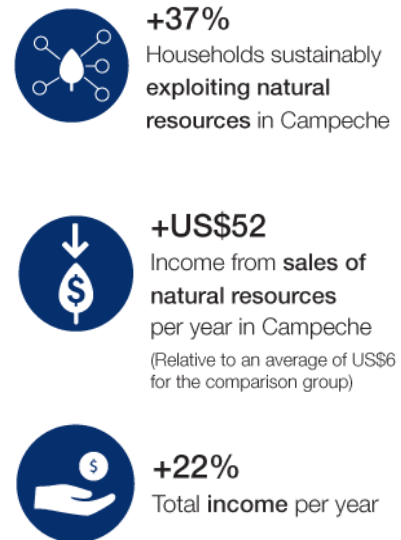 +37%
Households sustainably
exploiting natural
resources in Campeche
$
+US$52
Income from sales of
natural resources
per year in Campeche
(Relative to an average of US$6
for the comparison group)
$
+22%
Total income per year